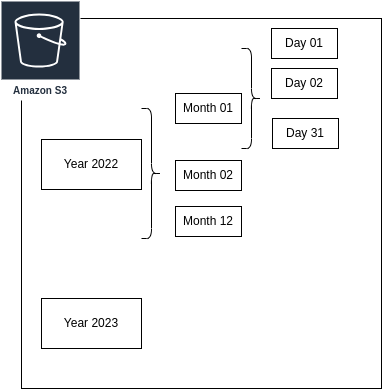 Amazon S3
Day 01
Day 02
Month 01
Day 31
Year 2022
Month 02
Month 12
Year 2023